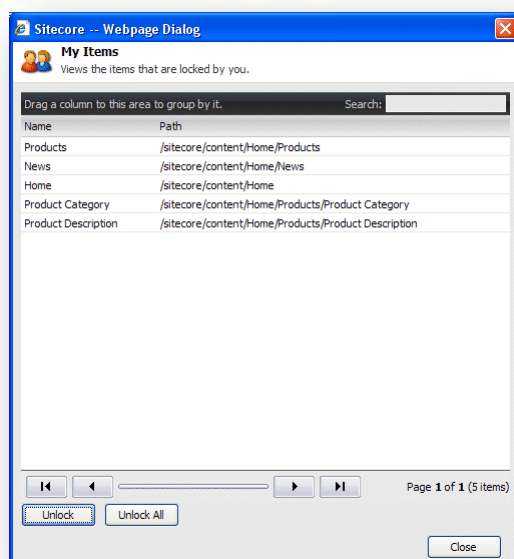 Sitecore -- Webpage Dialog
My Items
Views the items that are locked by you.
Drag a column to this area to group by it. Search:
Name Path
Products /sitecore/content/Home/Products
News /sitecore/content/Home/News
Home /sitecore/content/Home
Product Category /sitecore/content/Home/Products/Product Category
Product Description /sitecore/content/Home/Products/Product Description
Page 1 of 1 (5 items)
Unlock Unlock All
Close